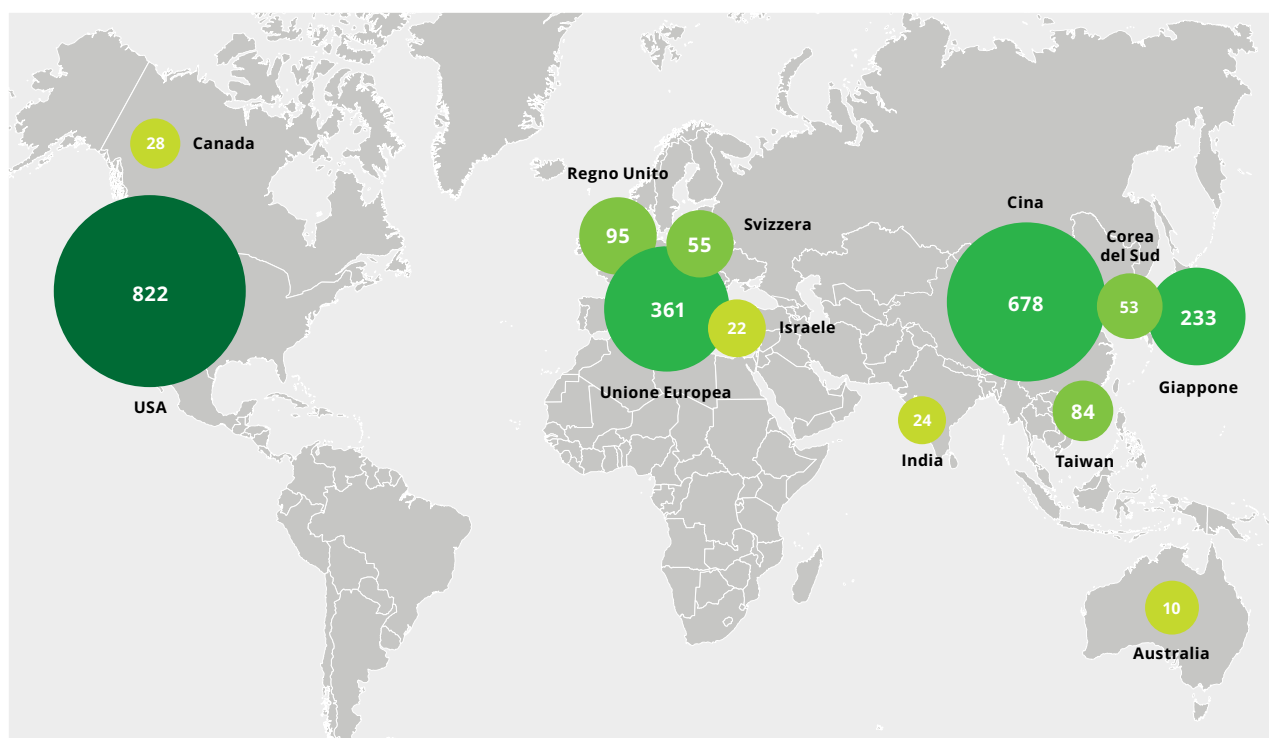 28
Canada
822
USA
Regno Unito
95
55
Svizzera
361
22
Israele
Unione Europea
Cina
678
Corea
del Sud
53
233
Giappone
24
India
84
Taiwan
10
Australia